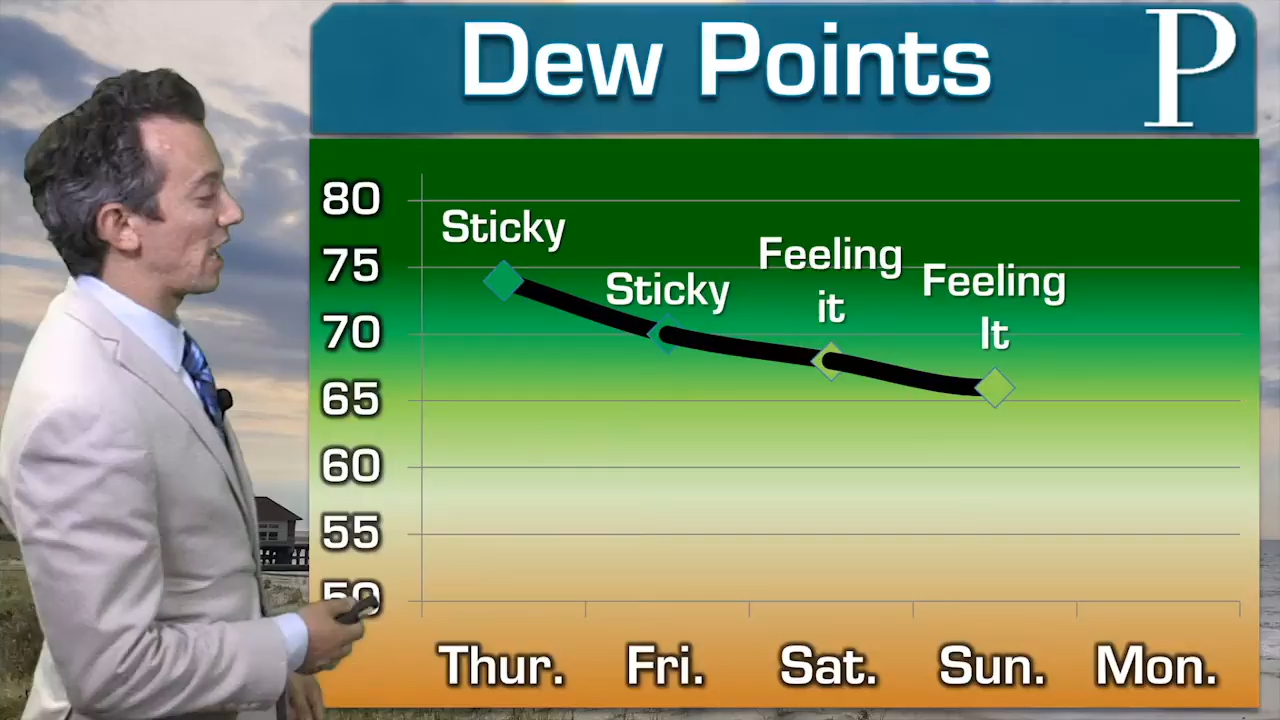 Dew Points
P
80
75
70
65
60
55
50
Sticky
Sticky
Feeling
it
Feeling
It
Thur.
Fri.
Sat.
Sun.
Mon.